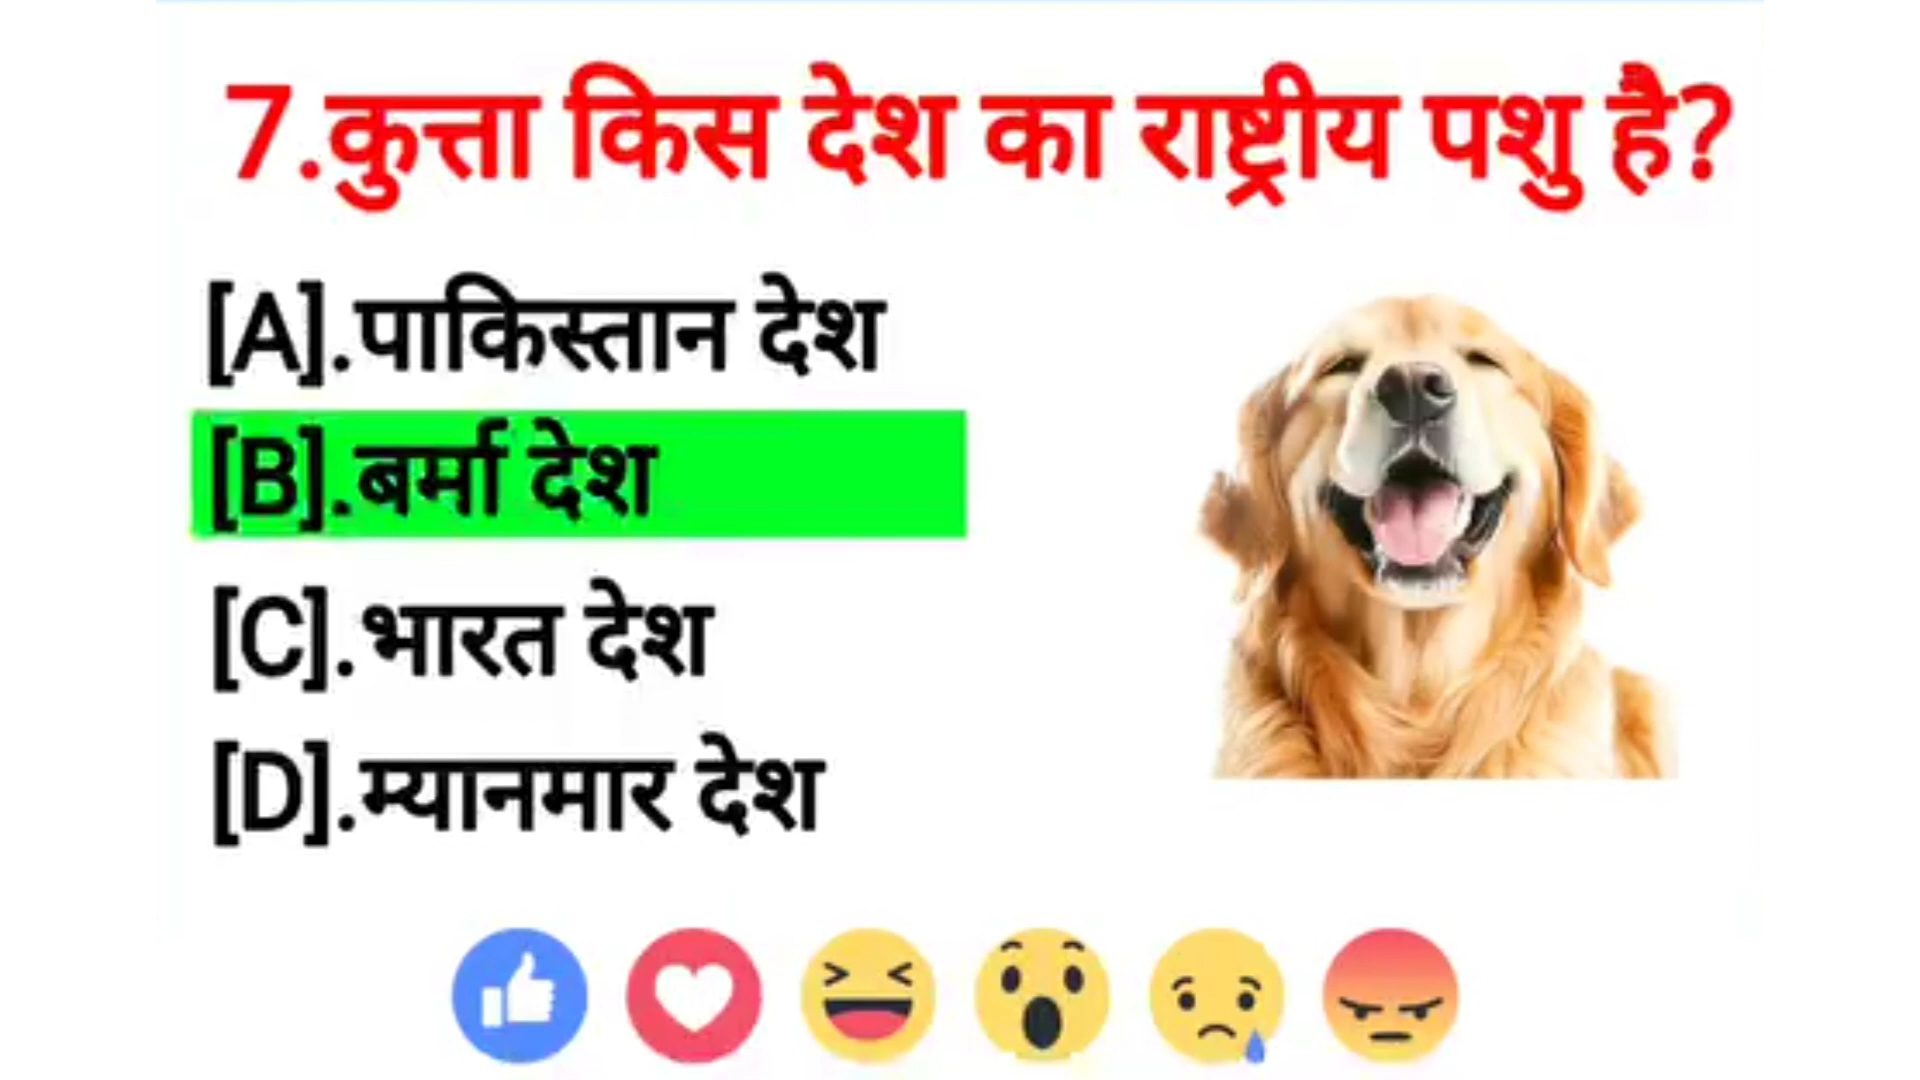 7.कुत्ता किस देश का राष्ट्रीय पशु है?
[A].पाकिस्तान देश
[B].बर्मा देश
[C].भारत देश
[D].म्यानमार देश